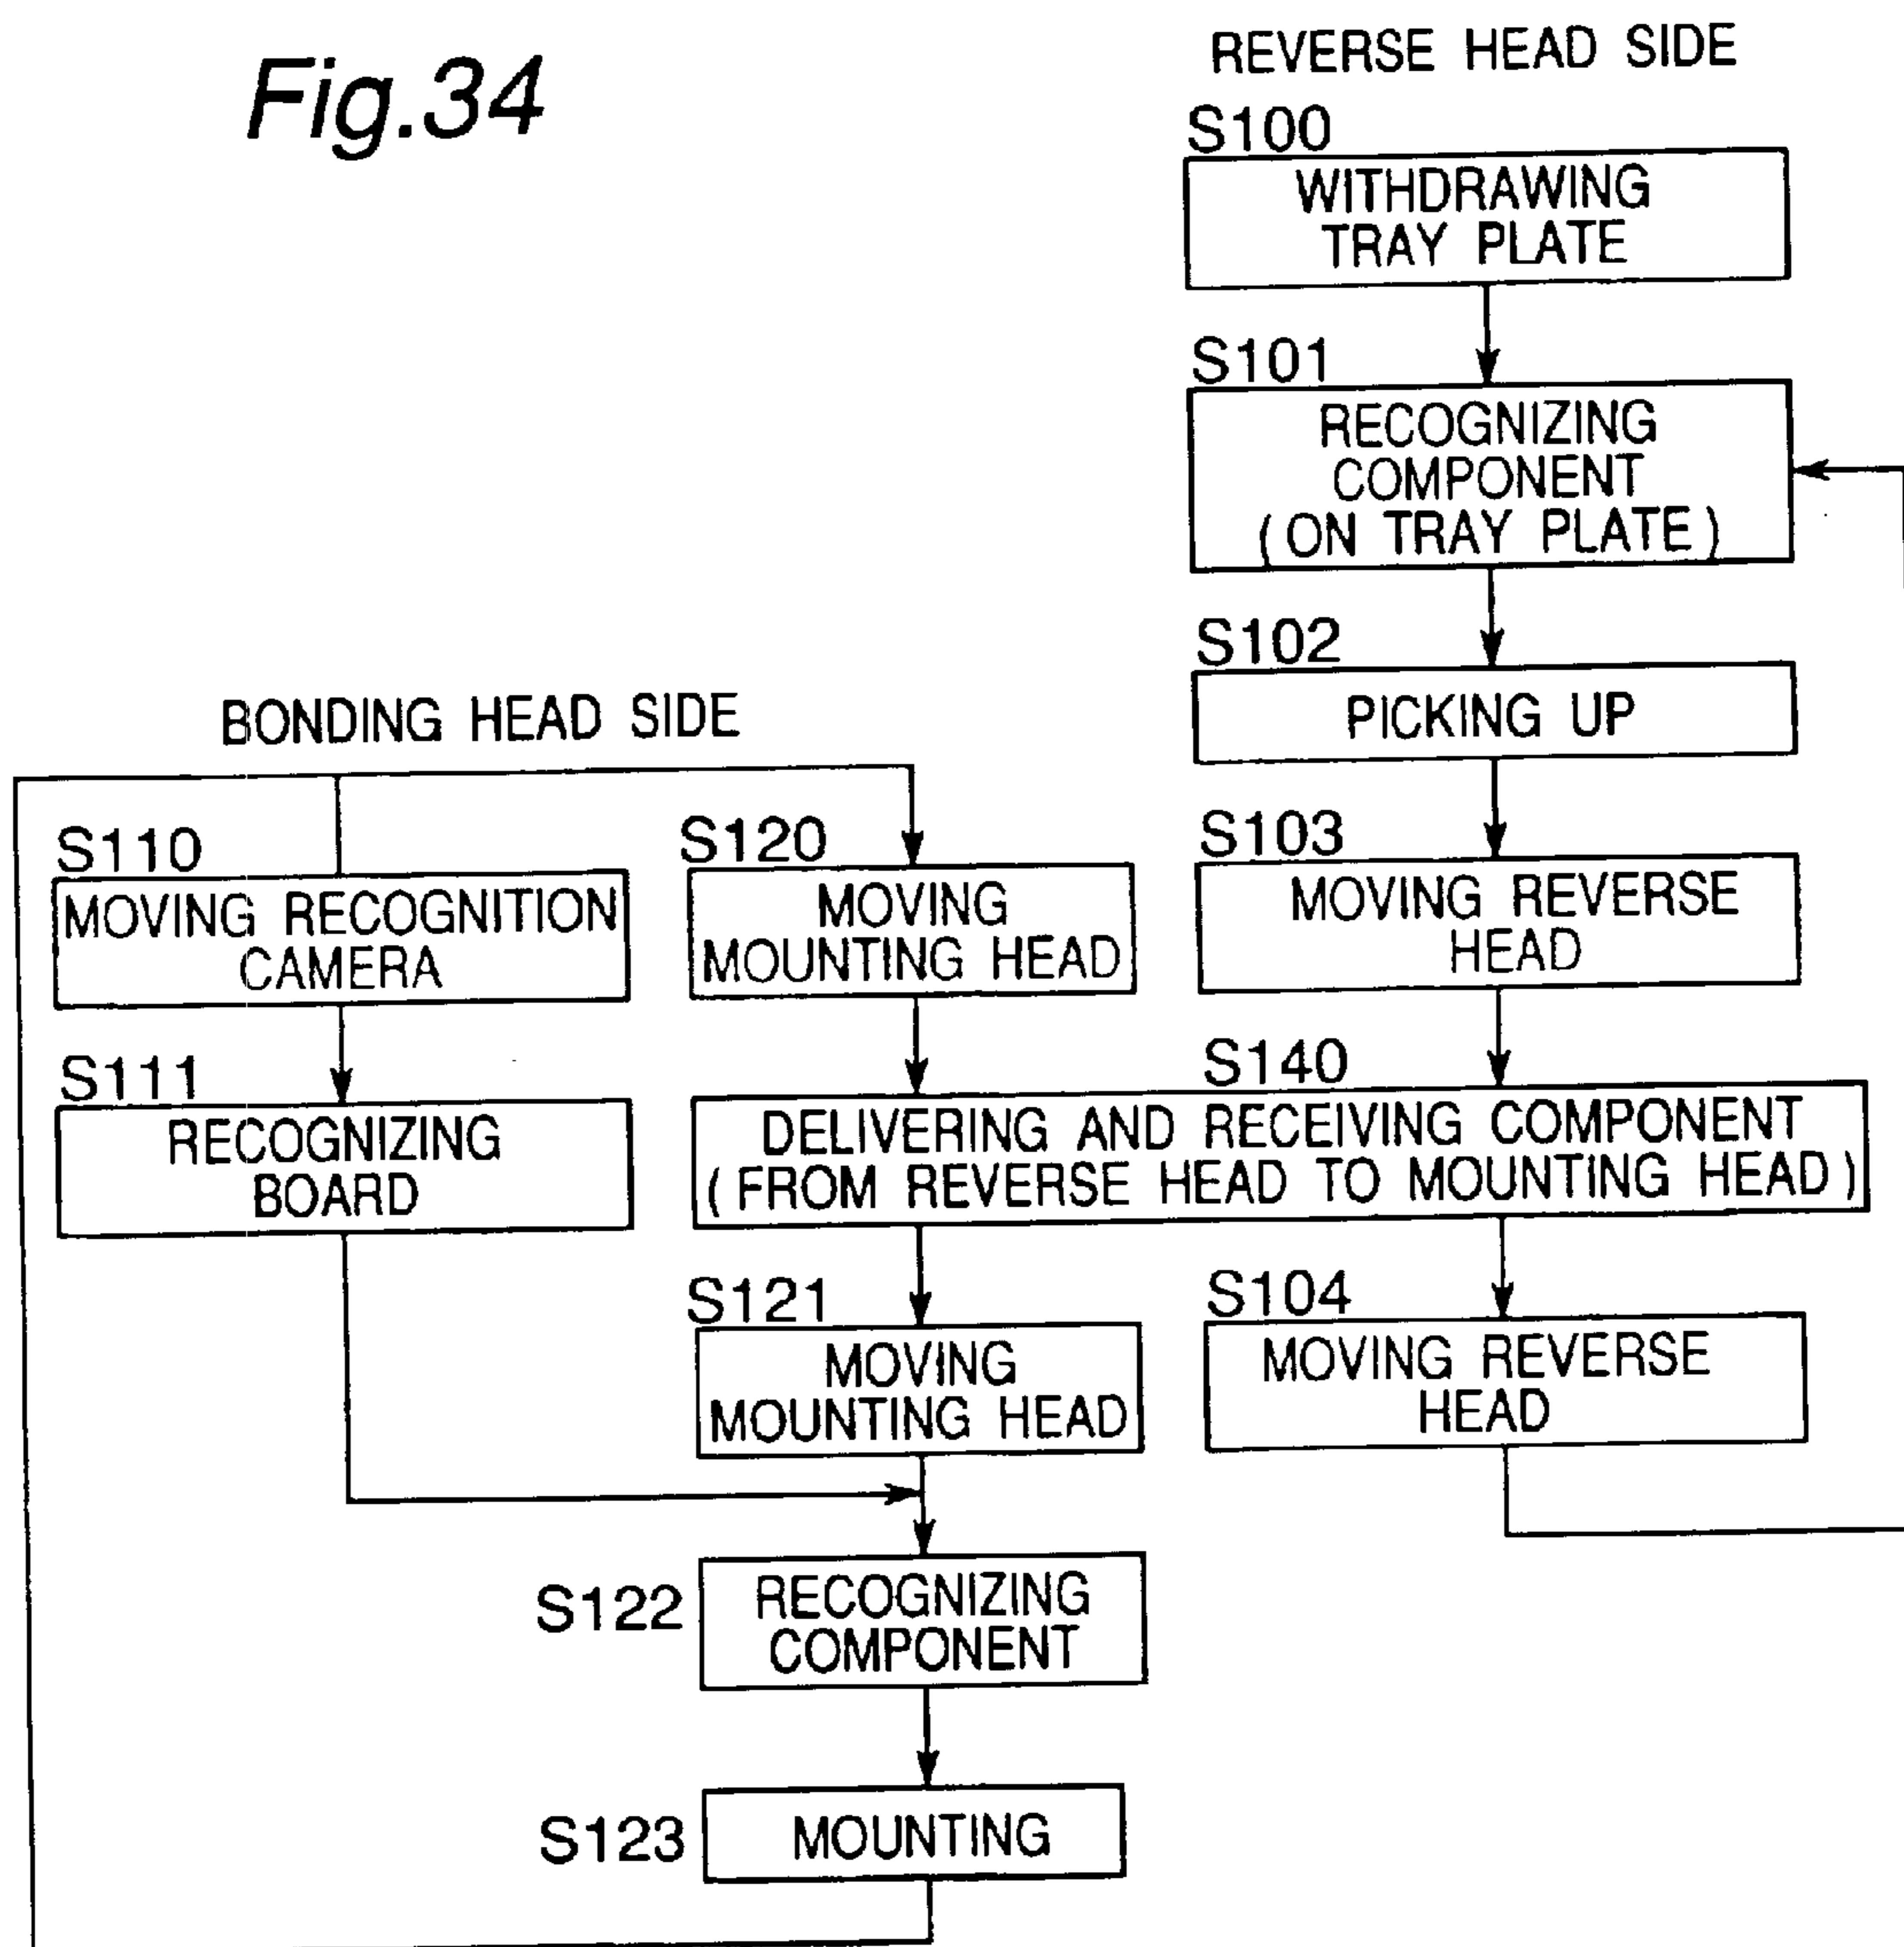 Fig.34
REVERSE HEAD SIDE
S100
WITHDRAWING
TRAY PLATE
S101
RECOGNIZING
COMPONENT
(ON TRAY PLATE)
S102
PICKING UP
BONDING HEAD SIDE
S110
MOVING RECOGNITION
CAMERA
S120
MOVING
MOUNTING HEAD
S103
MOVING REVERSE
HEAD
S111
RECOGNIZING
BOARD
S140
DELIVERING AND RECEIVING COMPONENT
(FROM REVERSE HEAD TO MOUNTING HEAD)
S121
MOVING
MOUNTING HEAD
S104
MOVING REVERSE
HEAD
S122
RECOGNIZING
COMPONENT
S123
MOUNTING